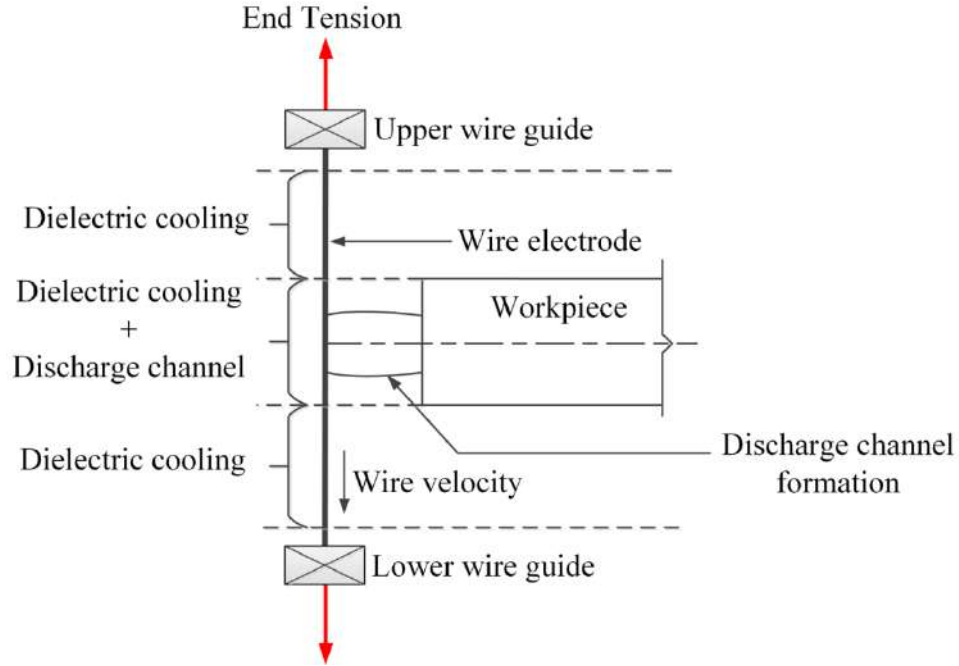 End Tension
Upper wire guide
Dielectric cooling
Wire electrode
Dielectric cooling
+
Discharge channel
Workpiece
Dielectric cooling
Wire velocity
Discharge channel
formation
Lower wire guide